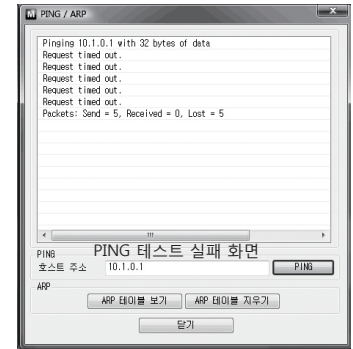 PING / ARP
Pinging 10.1.0.1 with 32 bytes of data
Request timed out.
Request timed out.
Request timed out.
Request timed out.
Request timed out.
Packets: Send = 5, Received = 0, Lost = 5
PING 테스트 실패 화면
PING
호스트 주소 10.1.0.1 PING
ARP
ARP 테이블 보기 ARP 테이블 지우기
닫기